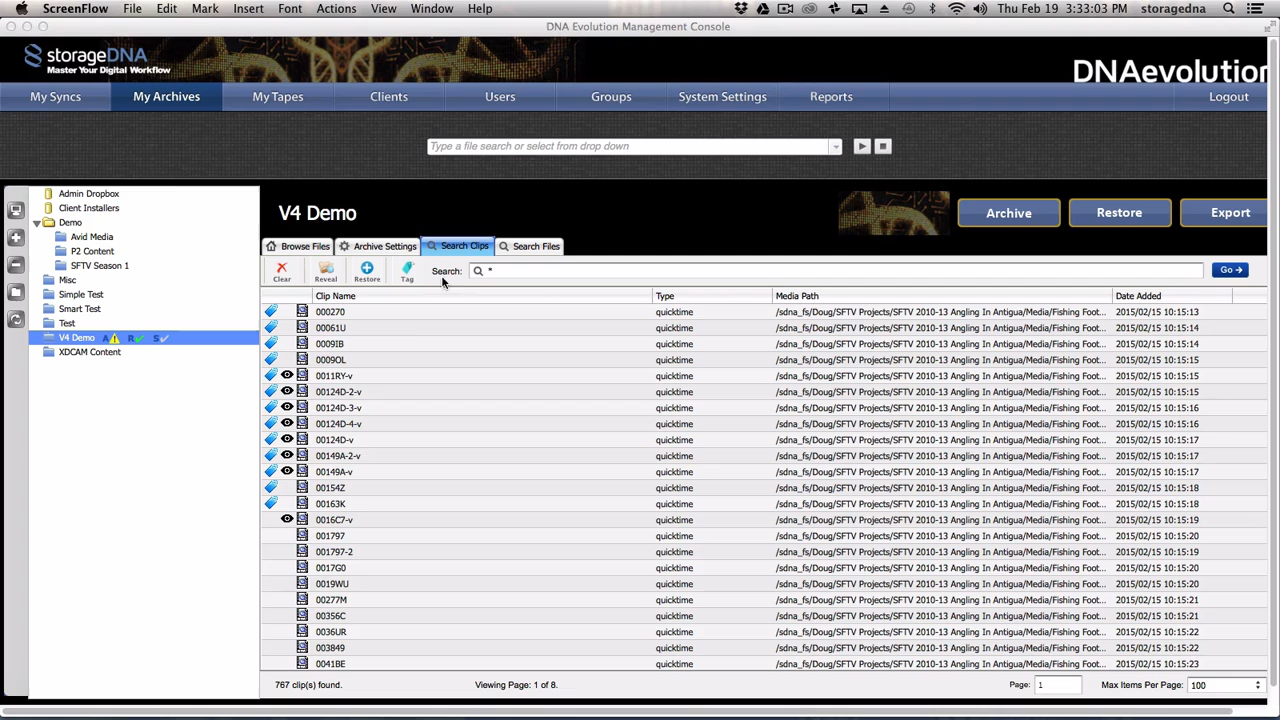 ScreenFlow File Edit Mark Insert Font Actions View Window Help Thu Feb 19 3:33:03 PM storagedna
DNA Evolution Management Console
storageDNA
Master Your Digital Workflow
DNAevolution
My Syncs My Archives My Tapes Clients Users Groups System Settings Reports Logout
Type a file search or select from drop down
Admin Dropbox
Client Installers
Demo
Avid Media
P2 Content
SFTV Season 1
Misc
Simple Test
Smart Test
Test
V4 Demo A R S
XDCAM Content
V4 Demo
Archive Restore Export
Browse Files Archive Settings Search Clips Search Files
Clear Reveal Restore Tag Search: * Go
Clip Name Type Media Path Date Added
000270 quicktime /sdna_fs/Doug/SFTV Projects/SFTV 2010-13 Angling In Antigua/Media/Fishing Foot... 2015/02/15 10:15:13
00061U quicktime /sdna_fs/Doug/SFTV Projects/SFTV 2010-13 Angling In Antigua/Media/Fishing Foot... 2015/02/15 10:15:14
0009IB quicktime /sdna_fs/Doug/SFTV Projects/SFTV 2010-13 Angling In Antigua/Media/Fishing Foot... 2015/02/15 10:15:14
0009OL quicktime /sdna_fs/Doug/SFTV Projects/SFTV 2010-13 Angling In Antigua/Media/Fishing Foot... 2015/02/15 10:15:15
0011RY-v quicktime /sdna_fs/Doug/SFTV Projects/SFTV 2010-13 Angling In Antigua/Media/Fishing Foot... 2015/02/15 10:15:15
00124D-2-v quicktime /sdna_fs/Doug/SFTV Projects/SFTV 2010-13 Angling In Antigua/Media/Fishing Foot... 2015/02/15 10:15:15
00124D-3-v quicktime /sdna_fs/Doug/SFTV Projects/SFTV 2010-13 Angling In Antigua/Media/Fishing Foot... 2015/02/15 10:15:16
00124D-4-v quicktime /sdna_fs/Doug/SFTV Projects/SFTV 2010-13 Angling In Antigua/Media/Fishing Foot... 2015/02/15 10:15:16
00124D-v quicktime /sdna_fs/Doug/SFTV Projects/SFTV 2010-13 Angling In Antigua/Media/Fishing Foot... 2015/02/15 10:15:17
00149A-2-v quicktime /sdna_fs/Doug/SFTV Projects/SFTV 2010-13 Angling In Antigua/Media/Fishing Foot... 2015/02/15 10:15:17
00149A-v quicktime /sdna_fs/Doug/SFTV Projects/SFTV 2010-13 Angling In Antigua/Media/Fishing Foot... 2015/02/15 10:15:17
00154Z quicktime /sdna_fs/Doug/SFTV Projects/SFTV 2010-13 Angling In Antigua/Media/Fishing Foot... 2015/02/15 10:15:18
00163K quicktime /sdna_fs/Doug/SFTV Projects/SFTV 2010-13 Angling In Antigua/Media/Fishing Foot... 2015/02/15 10:15:18
0016C7-v quicktime /sdna_fs/Doug/SFTV Projects/SFTV 2010-13 Angling In Antigua/Media/Fishing Foot... 2015/02/15 10:15:19
001797 quicktime /sdna_fs/Doug/SFTV Projects/SFTV 2010-13 Angling In Antigua/Media/Fishing Foot... 2015/02/15 10:15:20
001797-2 quicktime /sdna_fs/Doug/SFTV Projects/SFTV 2010-13 Angling In Antigua/Media/Fishing Foot... 2015/02/15 10:15:19
0017G0 quicktime /sdna_fs/Doug/SFTV Projects/SFTV 2010-13 Angling In Antigua/Media/Fishing Foot... 2015/02/15 10:15:20
0019WU quicktime /sdna_fs/Doug/SFTV Projects/SFTV 2010-13 Angling In Antigua/Media/Fishing Foot... 2015/02/15 10:15:20
00277M quicktime /sdna_fs/Doug/SFTV Projects/SFTV 2010-13 Angling In Antigua/Media/Fishing Foot... 2015/02/15 10:15:21
00356C quicktime /sdna_fs/Doug/SFTV Projects/SFTV 2010-13 Angling In Antigua/Media/Fishing Foot... 2015/02/15 10:15:21
0036UR quicktime /sdna_fs/Doug/SFTV Projects/SFTV 2010-13 Angling In Antigua/Media/Fishing Foot... 2015/02/15 10:15:22
003849 quicktime /sdna_fs/Doug/SFTV Projects/SFTV 2010-13 Angling In Antigua/Media/Fishing Foot... 2015/02/15 10:15:22
0041BE quicktime /sdna_fs/Doug/SFTV Projects/SFTV 2010-13 Angling In Antigua/Media/Fishing Foot... 2015/02/15 10:15:23
767 clip(s) found. Viewing Page: 1 of 8. Page: 1 Max Items Per Page: 100